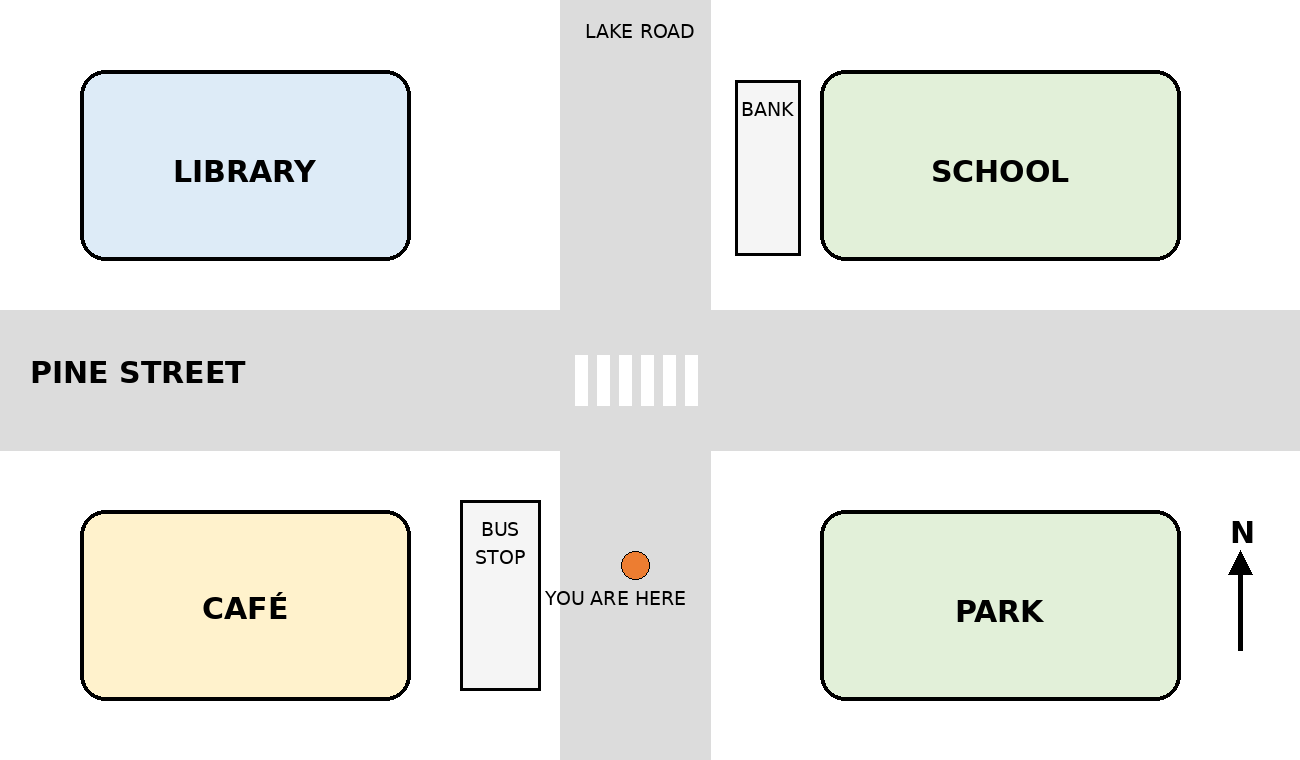 LAKE ROAD
BANK
LIBRARY
SCHOOL
PINE STREET
BUS
STOP
N
YOU ARE HERE
CAFÉ
PARK